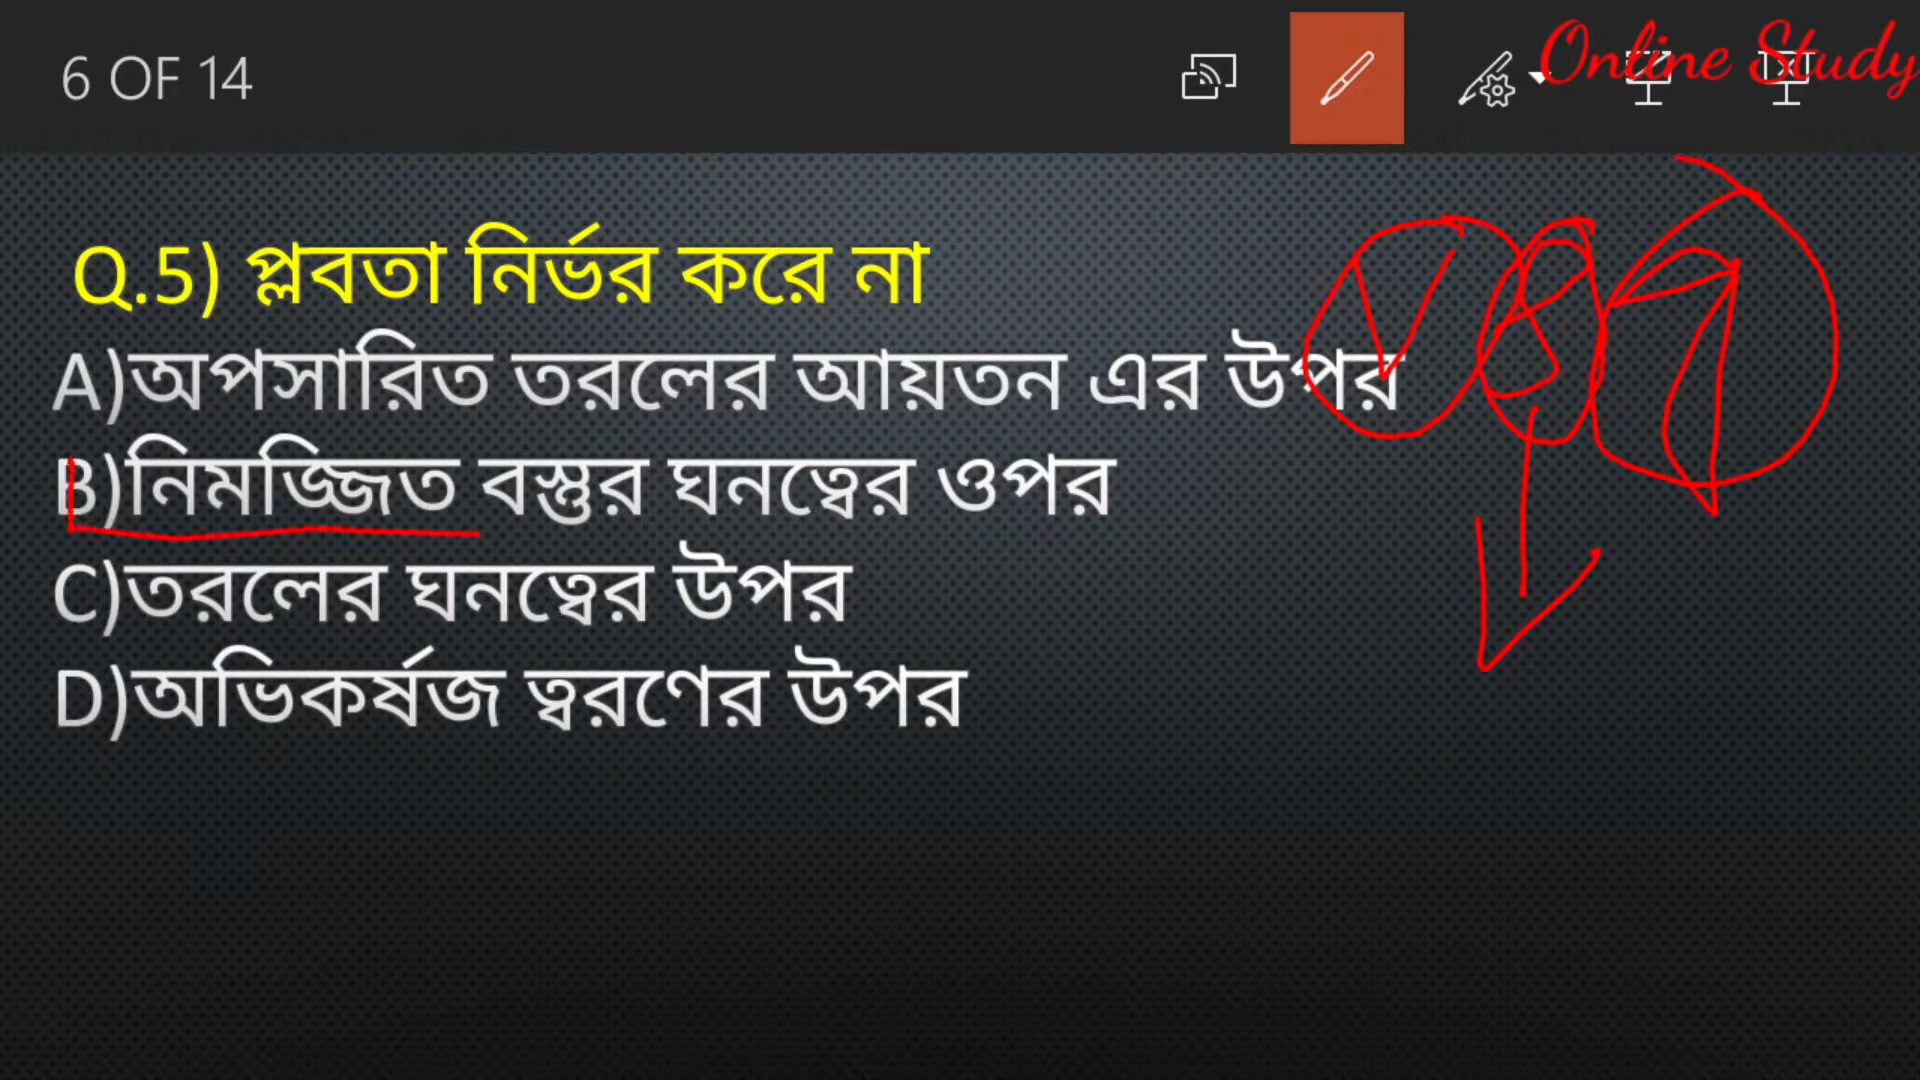 6 OF 14
Online Study
Q.5) প্লবতা নির্ভর করে না
A)অপসারিত তরলের আয়তন এর উপর
B)নিমজ্জিত বস্তুর ঘনত্বের ওপর
C)তরলের ঘনত্বের উপর
D)অভিকর্ষজ ত্বরণের উপর